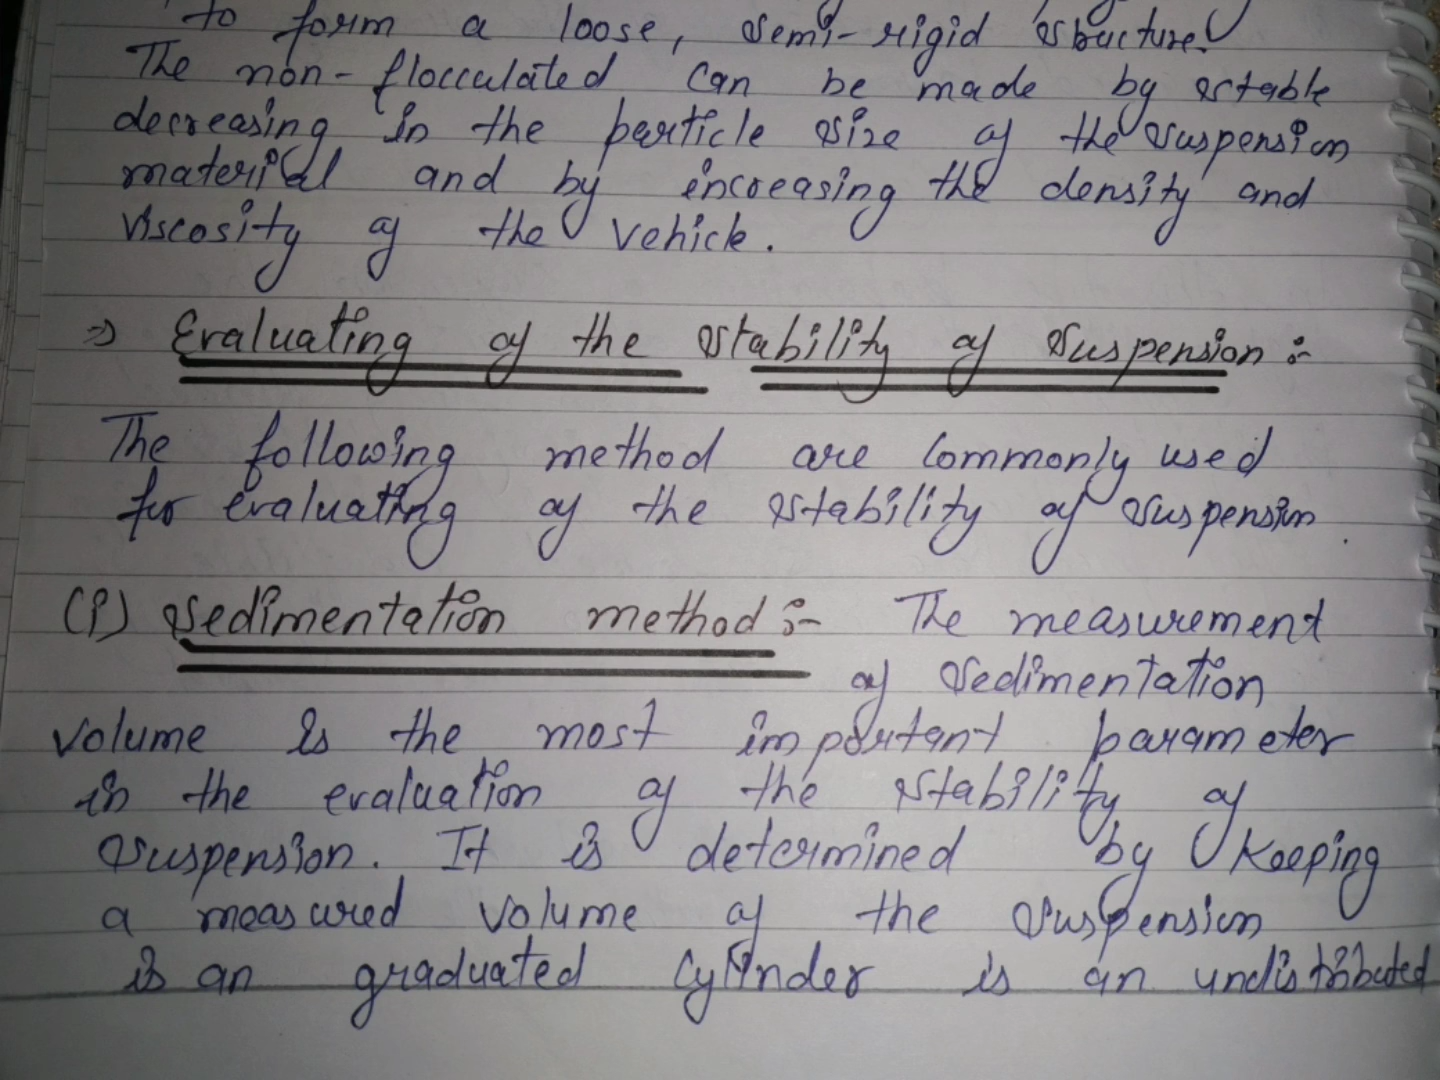 to form a loose, semi-rigid structure.
The non-flocculated can be made by stable
decreasing in the particle size of the suspension
material and by increasing the density and
viscosity of the vehicle.
⇒ Evaluating of the stability of suspension :-
The following method are commonly used
for evaluating of the stability of suspension.
(i) Sedimentation method :- The measurement
of sedimentation
volume is the most important parameter
in the evaluation of the stability of
suspension. It is determined by keeping
a measured volume of the suspension
is an graduated cylinder is an undistributed